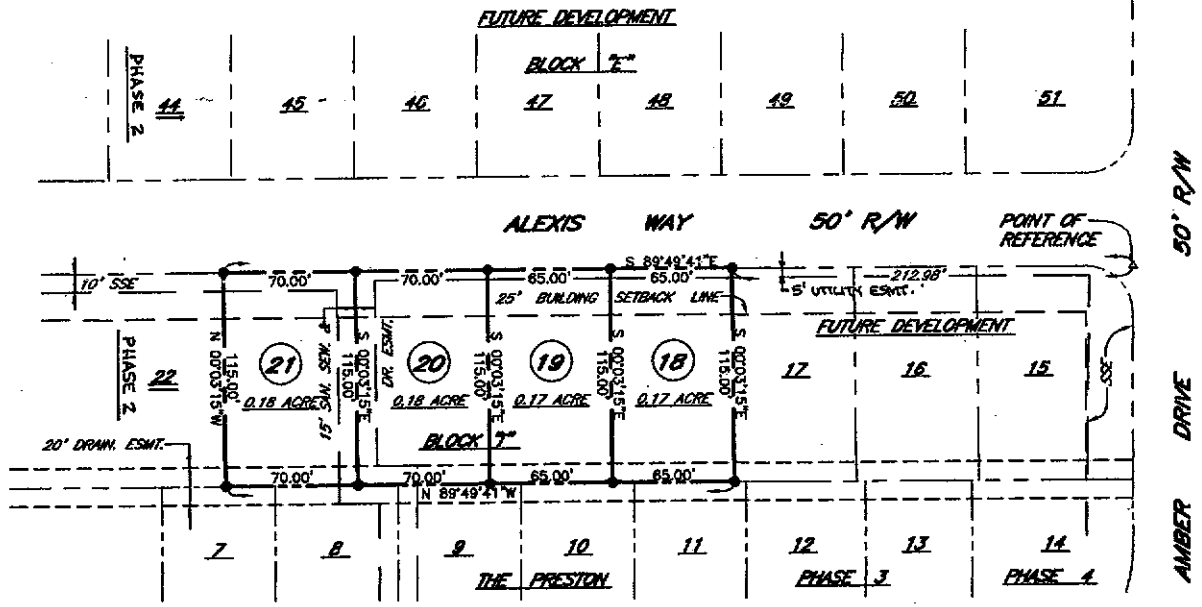 FUTURE DEVELOPMENT
BLOCK "E"
PHASE 2
44
45
46
47
48
49
50
51
50' R/W
ALEXIS WAY 50' R/W
POINT OF
REFERENCE
S 89°49'41"E
10' SSE
70.00'
70.00'
65.00'
65.00'
212.98'
5' UTILITY ESMT.
25' BUILDING SETBACK LINE
FUTURE DEVELOPMENT
PHASE 2
22
N 00°03'15"W
115.00'
21
0.18 ACRE
15' SAN. SEW. &
DR. ESMT.
S 00°03'15"E
115.00'
20
0.18 ACRE
S 00°03'15"E
115.00'
19
0.17 ACRE
S 00°03'15"E
115.00'
18
0.17 ACRE
S 00°03'15"E
115.00'
17
16
15
SSE
20' DRAIN. ESMT.
70.00'
70.00'
65.00'
65.00'
N 89°49'41"W
7
8
9
10
11
12
13
14
THE PRESTON
PHASE 3
PHASE 4
AMBER DRIVE